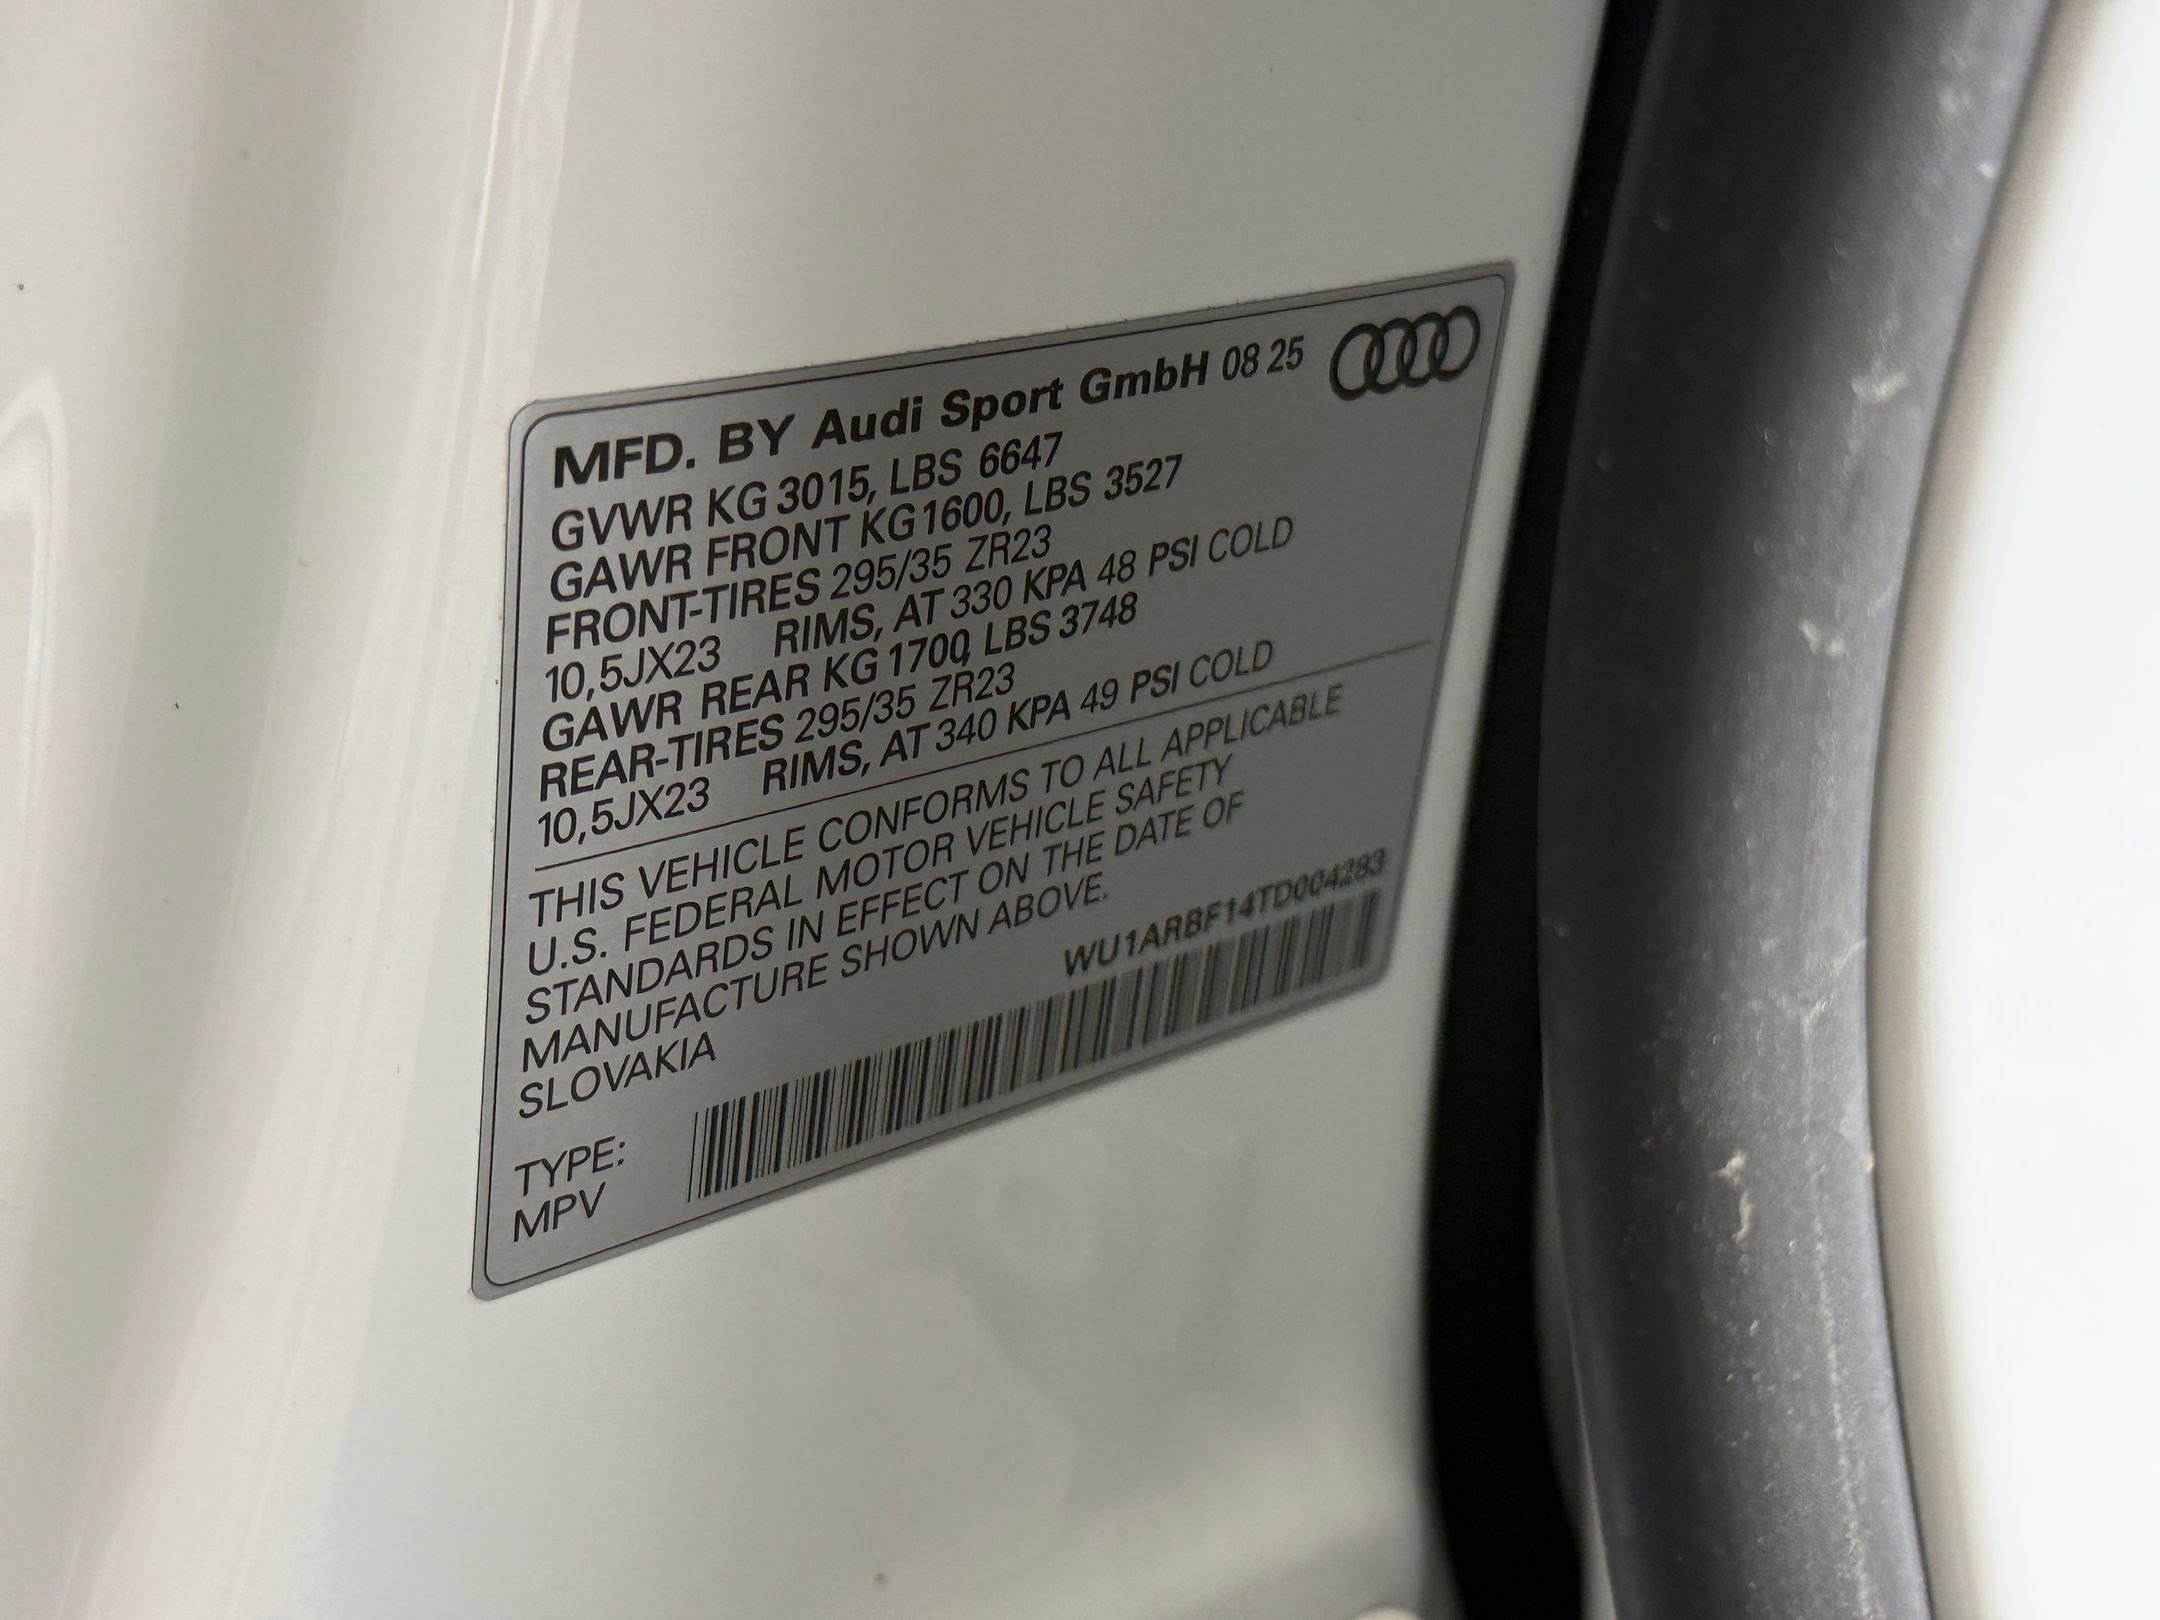 MFD. BY Audi Sport GmbH 08 25
GVWR KG 3015, LBS 6647
GAWR FRONT KG 1600, LBS 3527
FRONT-TIRES 295/35 ZR23
10,5JX23 RIMS, AT 330 KPA 48 PSI COLD
GAWR REAR KG 1700, LBS 3748
REAR-TIRES 295/35 ZR23
10,5JX23 RIMS, AT 340 KPA 49 PSI COLD
THIS VEHICLE CONFORMS TO ALL APPLICABLE
U.S. FEDERAL MOTOR VEHICLE SAFETY
STANDARDS IN EFFECT ON THE DATE OF
MANUFACTURE SHOWN ABOVE.
SLOVAKIA
WU1ARBF14TD004283
TYPE:
MPV